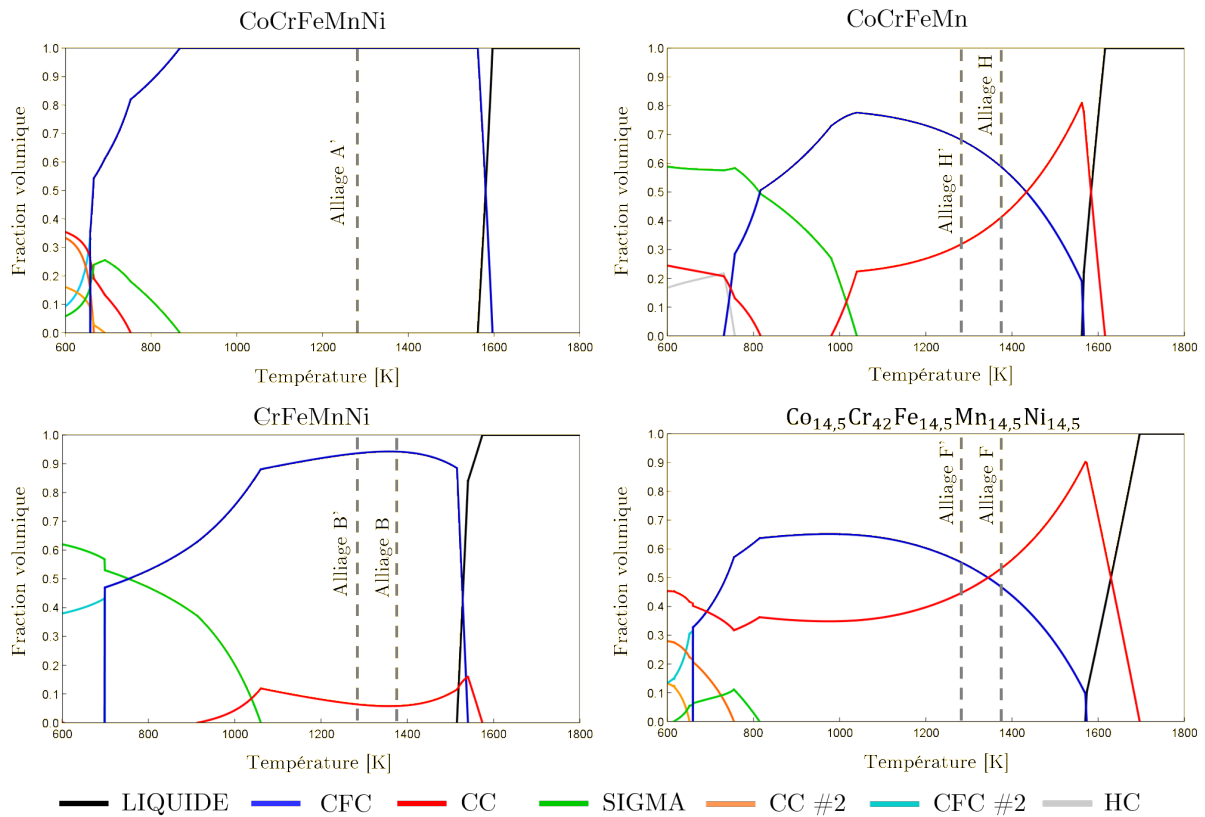 CoCrFeMnNi
Fraction volumique
1.0
0.9
0.8
0.7
0.6
0.5
0.4
0.3
0.2
0.1
0.0
Alliage A'
600 800 1000 1200 1400 1600 1800
Température [K]
CoCrFeMn
Fraction volumique
1.0
0.9
0.8
0.7
0.6
0.5
0.4
0.3
0.2
0.1
0.0
Alliage H'
Alliage H
600 800 1000 1200 1400 1600 1800
Température [K]
CrFeMnNi
Fraction volumique
1.0
0.9
0.8
0.7
0.6
0.5
0.4
0.3
0.2
0.1
0.0
Alliage B'
Alliage B
600 800 1000 1200 1400 1600 1800
Température [K]
Co₁₄,₅Cr₄₂Fe₁₄,₅Mn₁₄,₅Ni₁₄,₅
Fraction volumique
1.0
0.9
0.8
0.7
0.6
0.5
0.4
0.3
0.2
0.1
0.0
Alliage F'
Alliage F
600 800 1000 1200 1400 1600 1800
Température [K]
LIQUIDE CFC CC SIGMA CC #2 CFC #2 HC